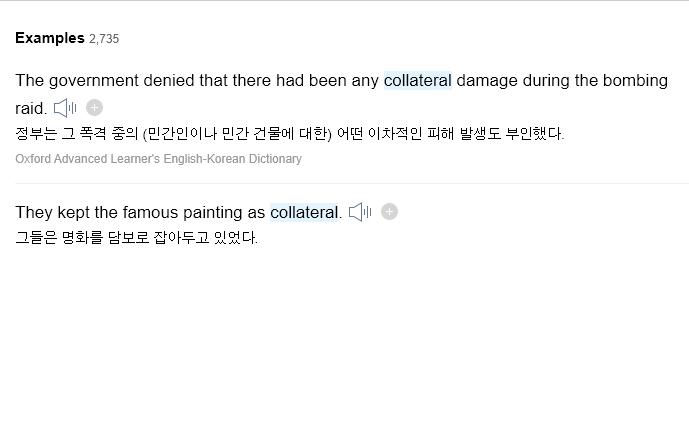 Examples 2,735
The government denied that there had been any collateral damage during the bombing
raid.
정부는 그 폭격 중의 (민간인이나 민간 건물에 대한) 어떤 이차적인 피해 발생도 부인했다.
Oxford Advanced Learner's English-Korean Dictionary
They kept the famous painting as collateral.
그들은 명화를 담보로 잡아두고 있었다.